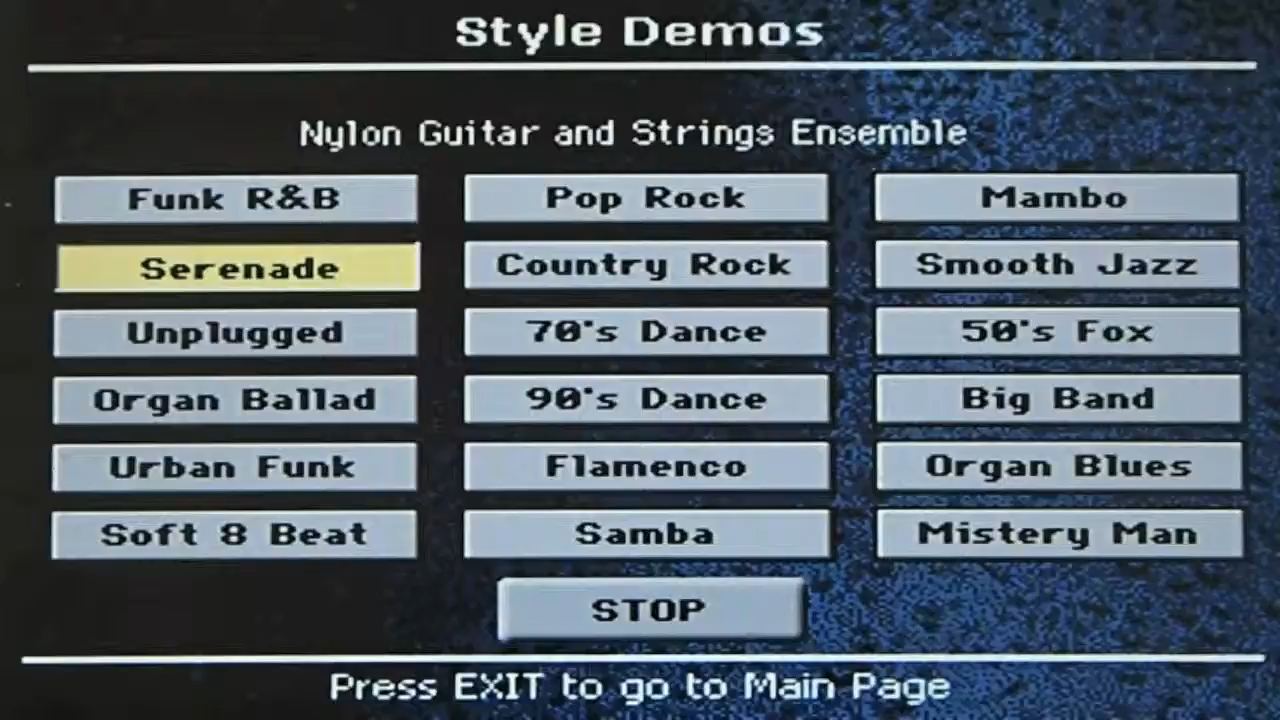 Style Demos
Nylon Guitar and Strings Ensemble
Funk R&B Pop Rock Mambo
Serenade Country Rock Smooth Jazz
Unplugged 70's Dance 50's Fox
Organ Ballad 90's Dance Big Band
Urban Funk Flamenco Organ Blues
Soft 8 Beat Samba Mistery Man
STOP
Press EXIT to go to Main Page